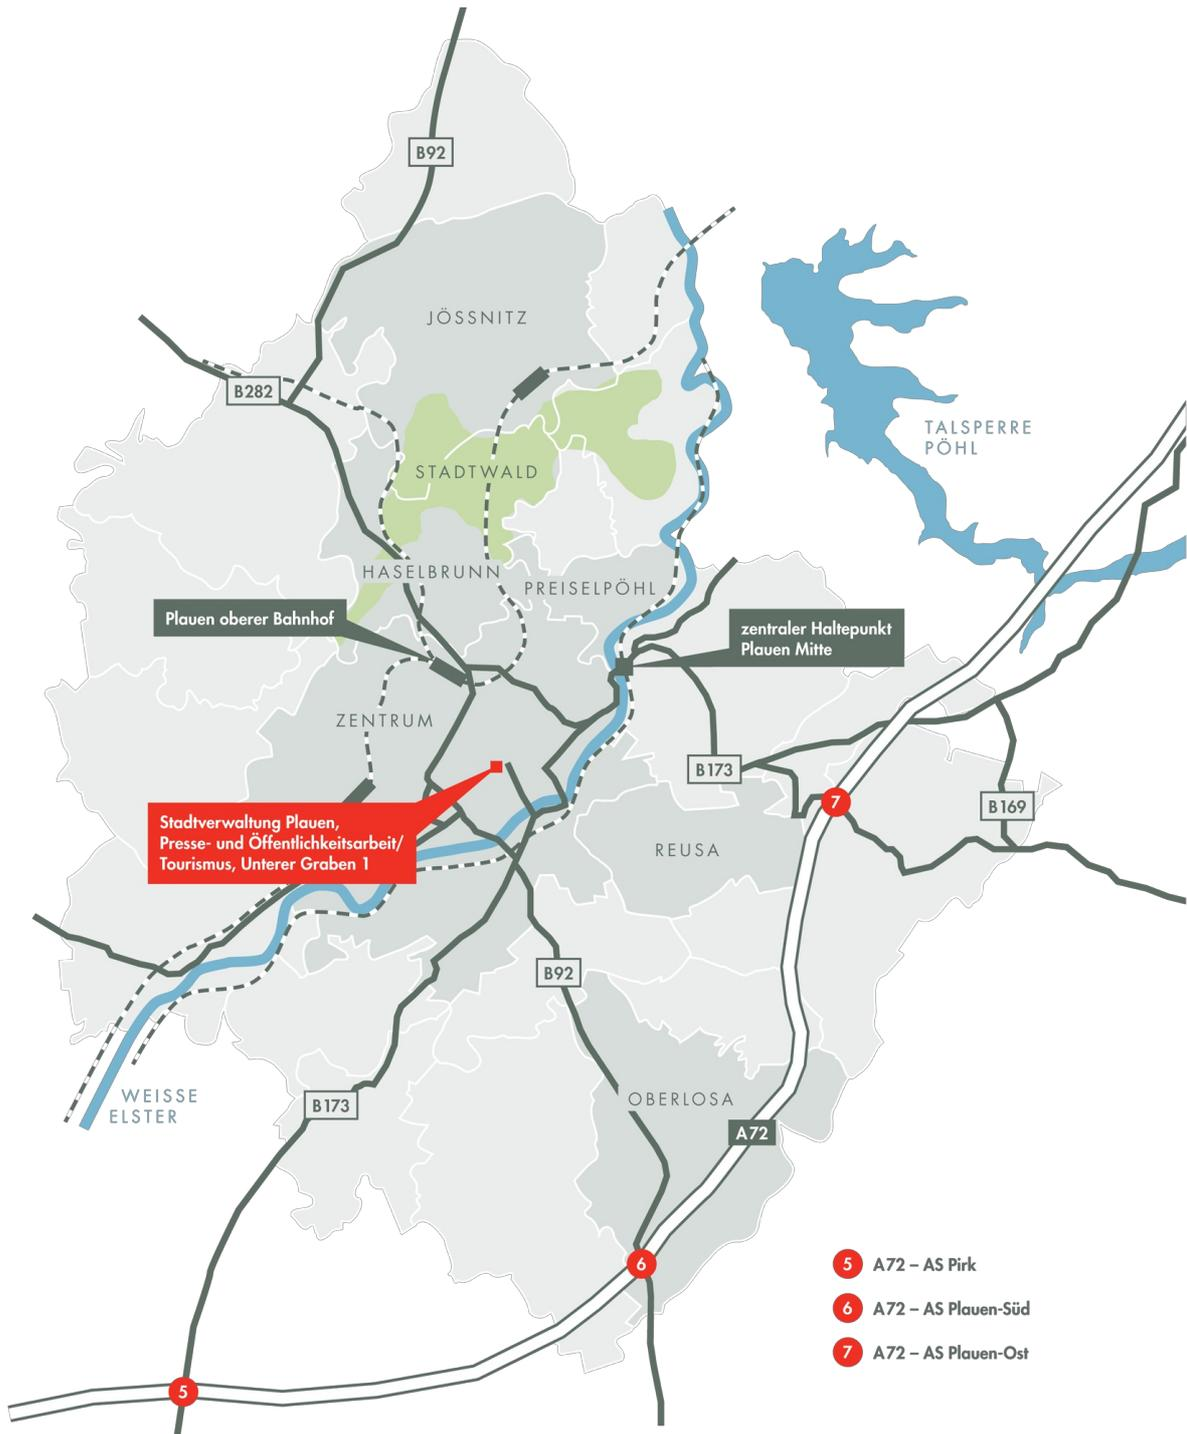 B92
JÖSSNITZ
B282
TALSPERRE
PÖHL
STADTWALD
HASELBRUNN
PREISELPÖHL
Plauen oberer Bahnhof
zentraler Haltepunkt
Plauen Mitte
ZENTRUM
B173
7
B169
Stadtverwaltung Plauen,
Presse- und Öffentlichkeitsarbeit/
Tourismus, Unterer Graben 1
REUSA
B92
WEISSE
ELSTER
B173
OBERLOSA
A72
6
5
5 A72 – AS Pirk
6 A72 – AS Plauen-Süd
7 A72 – AS Plauen-Ost